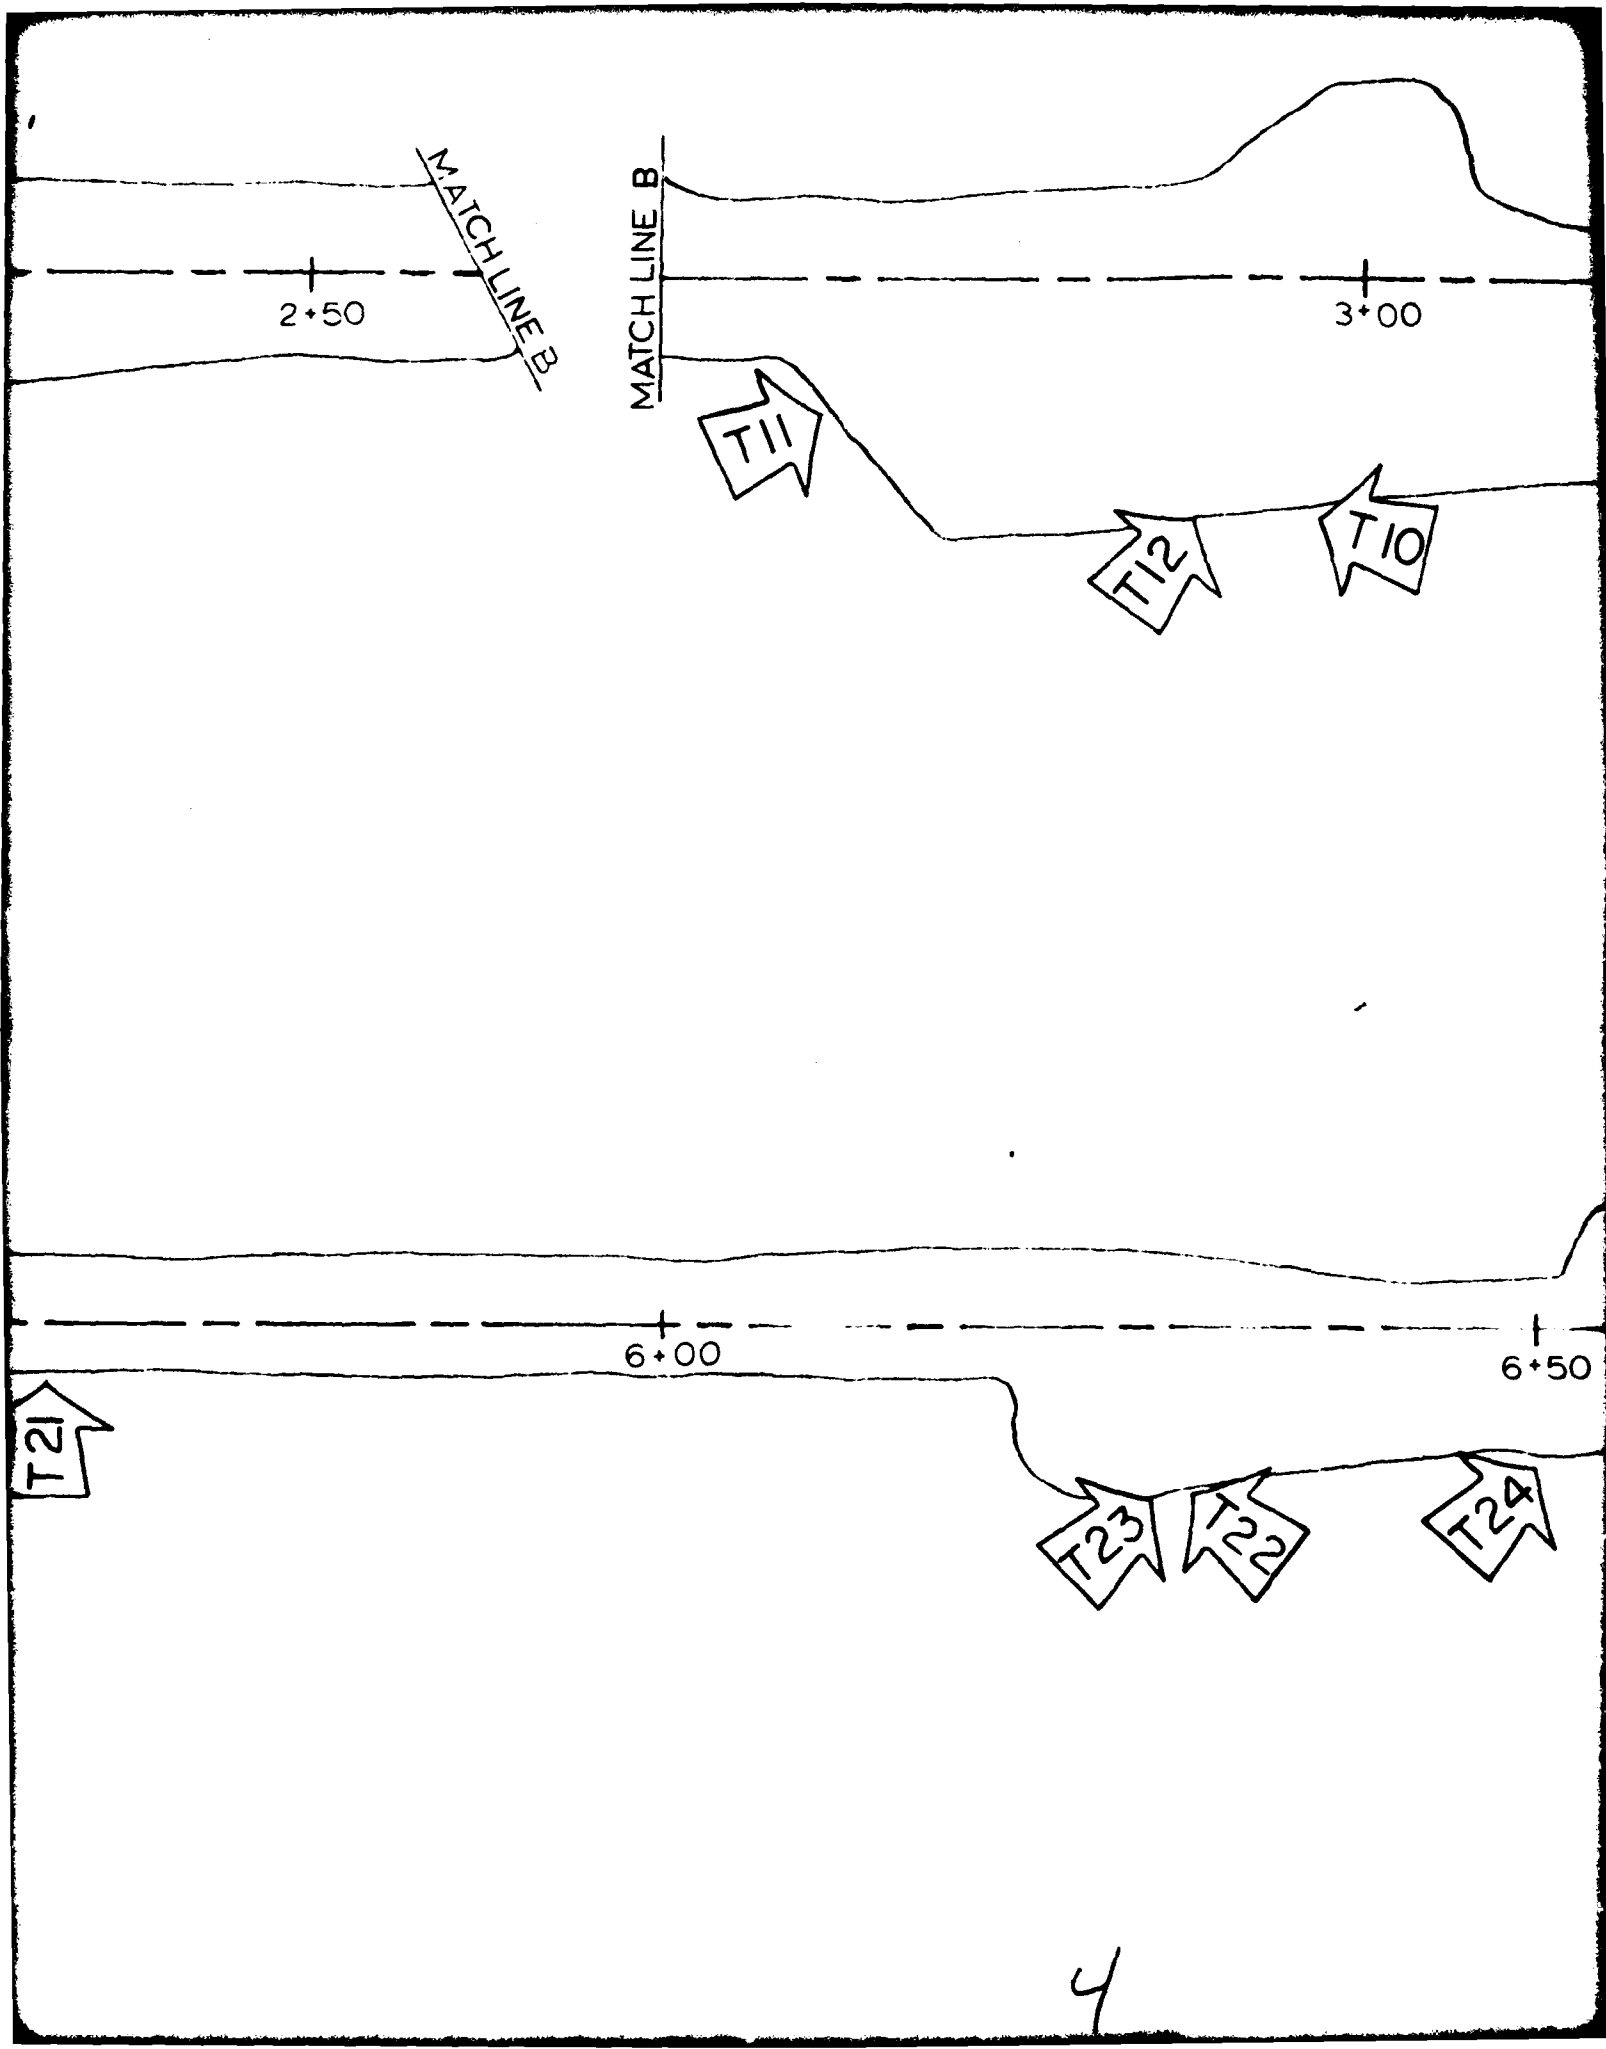 MATCH LINE B
MATCH LINE B
2+50
3+00
T11
T12
T10
6+00
6+50
T21
T23
T22
T24
4